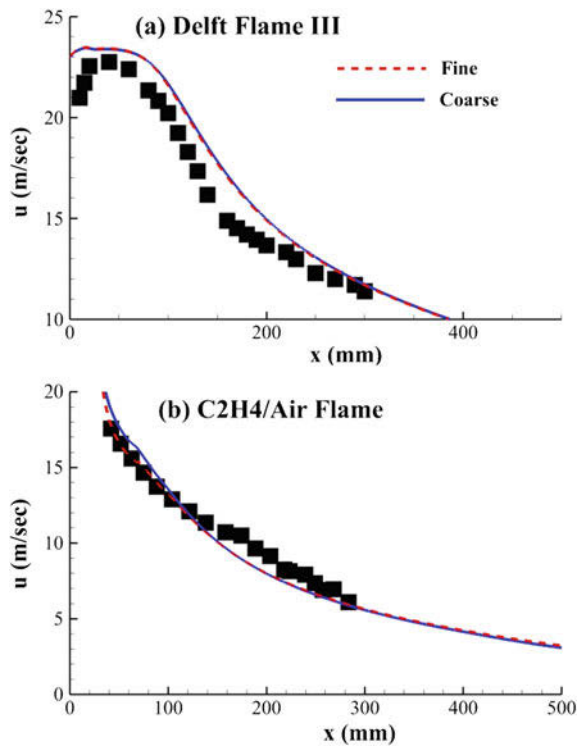 25
(a) Delft Flame III
Fine
Coarse
20
u (m/sec)
15
10
0 200 400
x (mm)
20
(b) C2H4/Air Flame
15
u (m/sec)
10
5
0
0 100 200 300 400 500
x (mm)